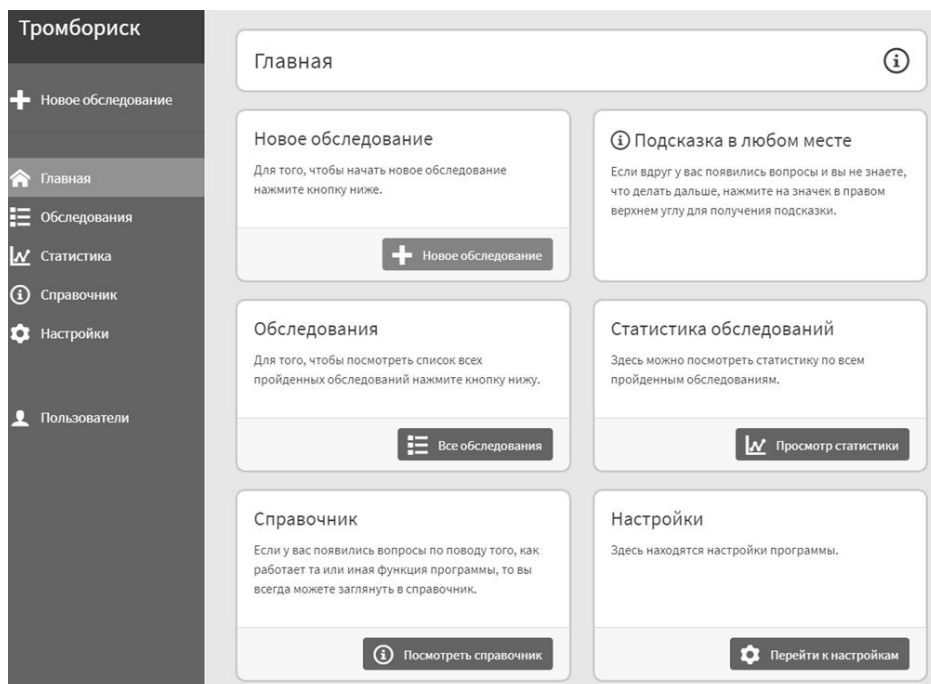 Тромбориск
Новое обследование
Главная
Обследования
Статистика
Справочник
Настройки
Пользователи
Главная
Новое обследование
Для того, чтобы начать новое обследование
нажмите кнопку ниже.
Новое обследование
Подсказка в любом месте
Если вдруг у вас появились вопросы и вы не знаете,
что делать дальше, нажмите на значек в правом
верхнем углу для получения подсказки.
Обследования
Для того, чтобы посмотреть список всех
пройденных обследований нажмите кнопку нижу.
Все обследования
Статистика обследований
Здесь можно посмотреть статистику по всем
пройденным обследованиям.
Просмотр статистики
Справочник
Если у вас появились вопросы по поводу того, как
работает та или иная функция программы, то вы
всегда можете заглянуть в справочник.
Посмотреть справочник
Настройки
Здесь находятся настройки программы.
Перейти к настройкам